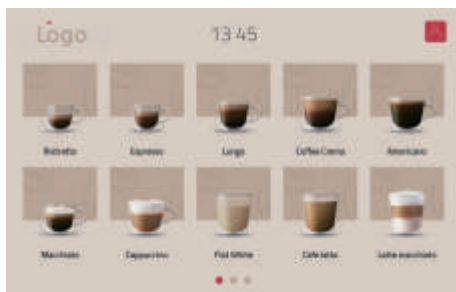 Logo
13 45
Ristretto
Espresso
Lungo
Coffee Crema
Americano
Macchiato
Cappuccino
Flat White
Cafe latte
Latte macchiato